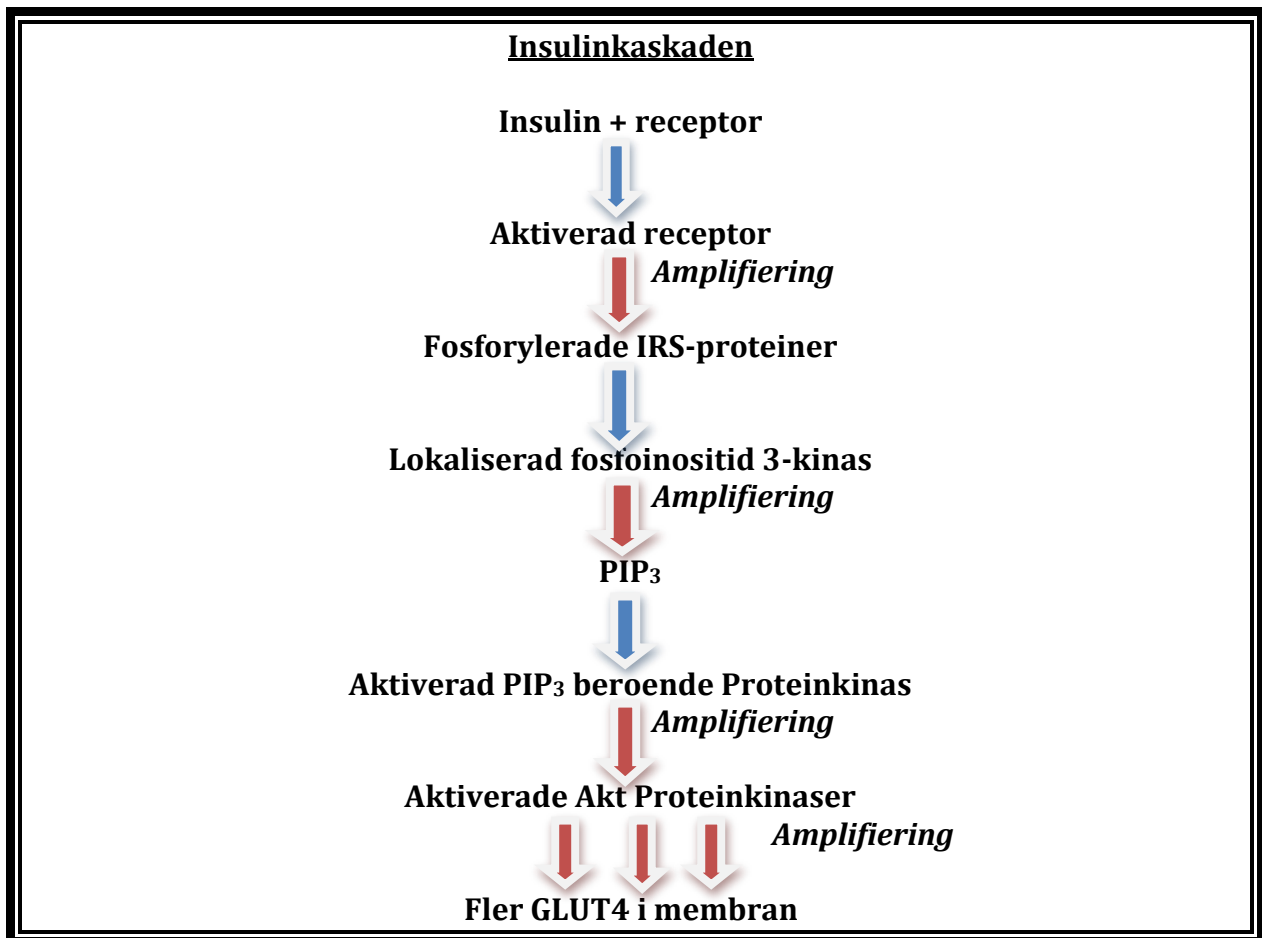 Insulinkaskaden
Insulin + receptor
Aktiverad receptor
Amplifiering
Fosforylerade IRS-proteiner
Lokaliserad fosfoinositid 3-kinas
Amplifiering
PIP₃
Aktiverad PIP₃ beroende Proteinkinas
Amplifiering
Aktiverade Akt Proteinkinaser
Amplifiering
Fler GLUT4 i membran